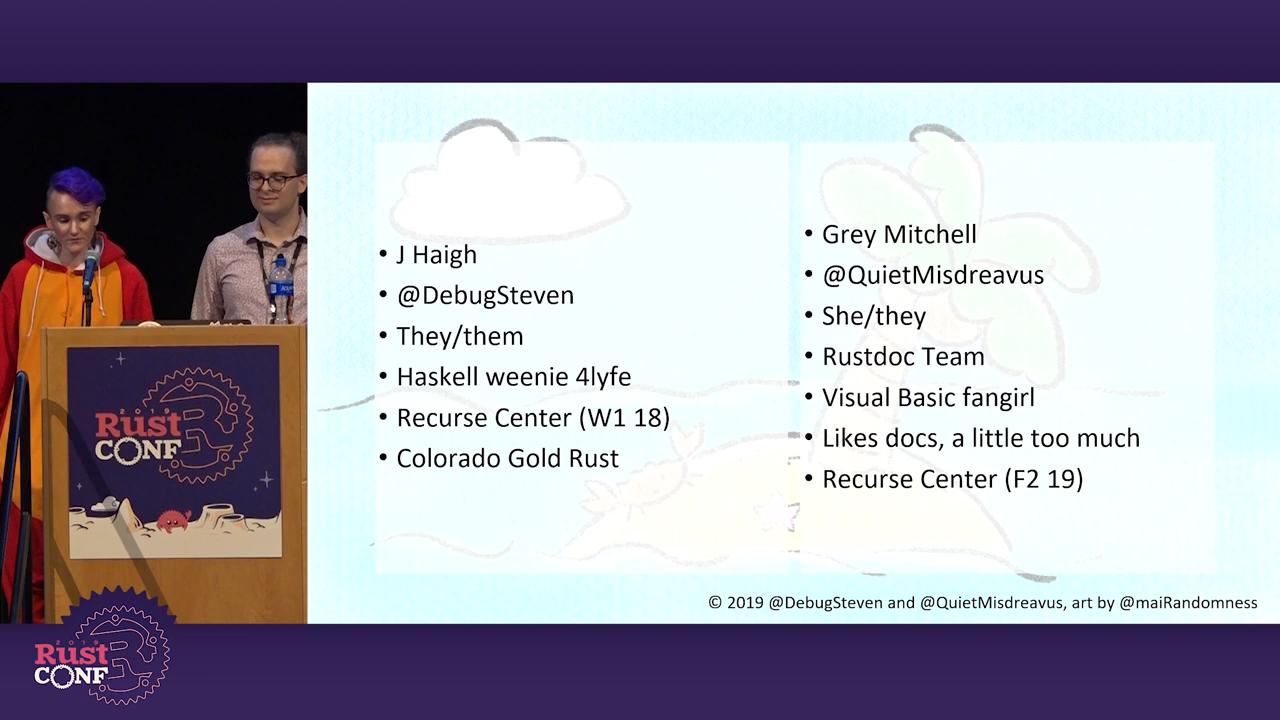 J Haigh
@DebugSteven
They/them
Haskell weenie 4lyfe
Recurse Center (W1 18)
Colorado Gold Rust
Grey Mitchell
@QuietMisdreavus
She/they
Rustdoc Team
Visual Basic fangirl
Likes docs, a little too much
Recurse Center (F2 19)
© 2019 @DebugSteven and @QuietMisdreavus, art by @maiRandomness
2019
Rust
CONF
R
2019
Rust
CONF
R